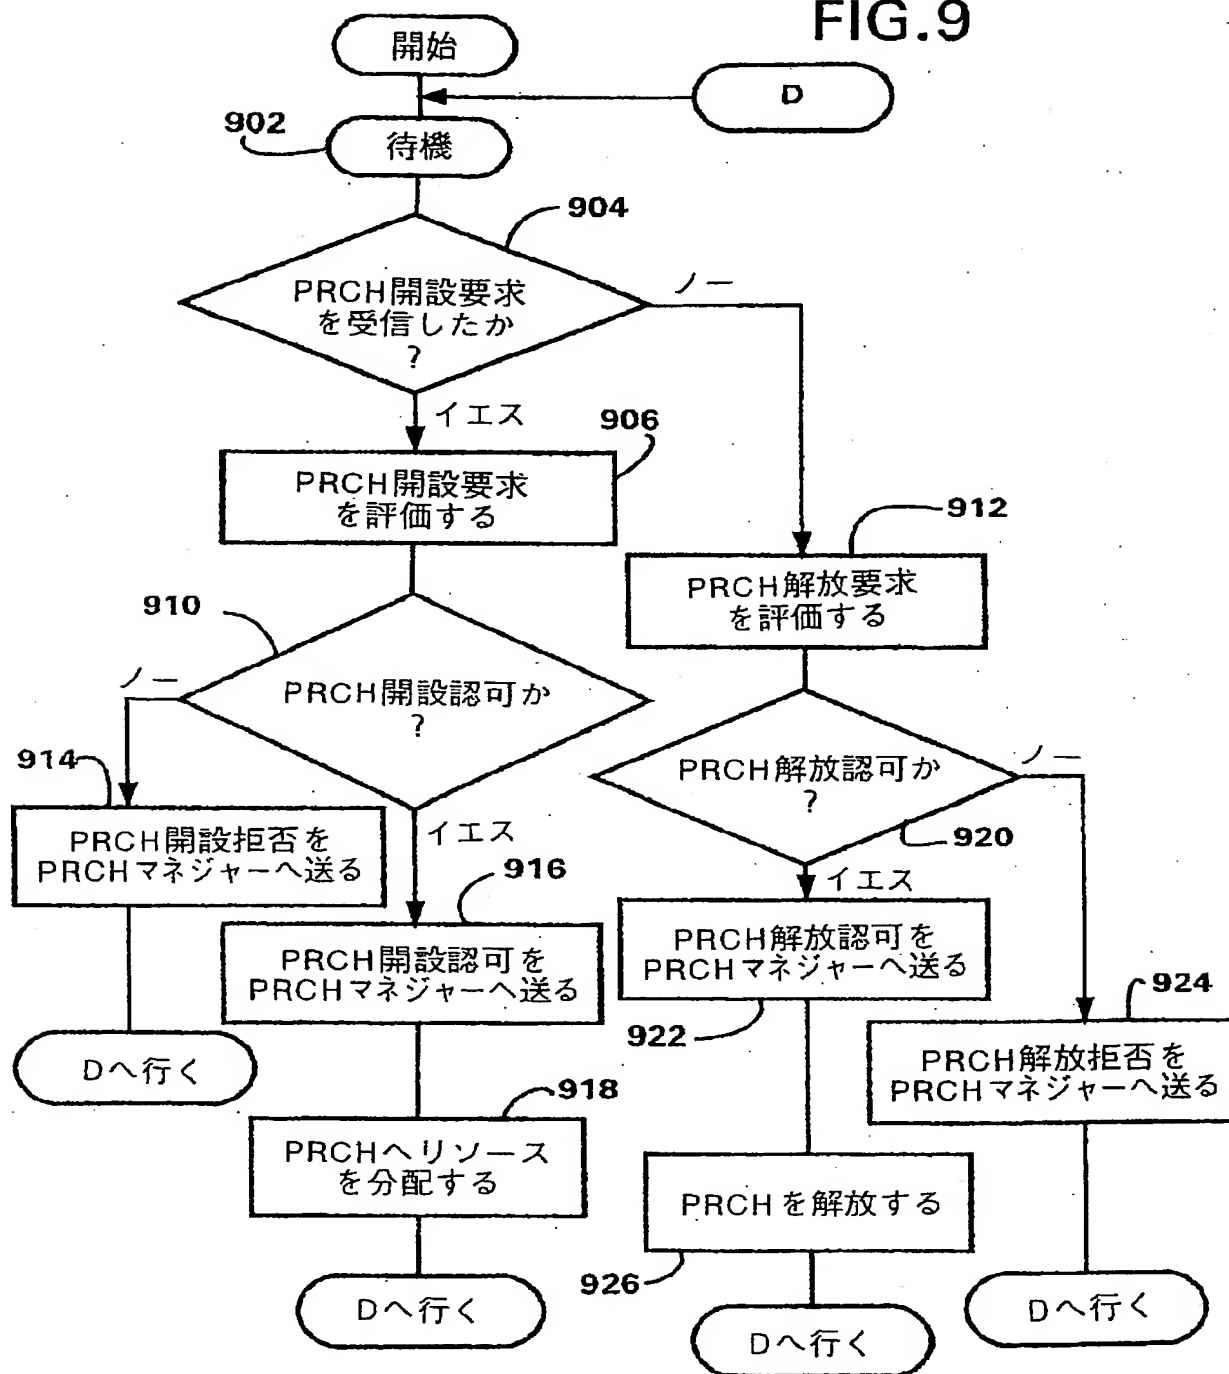 FIG.9
開始
D
902
待機
904
PRCH開設要求
を受信したか
?
ノー
イエス
906
PRCH開設要求
を評価する
912
PRCH解放要求
を評価する
910
ノー
PRCH開設認可か
?
914
PRCH開設拒否を
PRCHマネジャーへ送る
イエス
916
PRCH開設認可を
PRCHマネジャーへ送る
PRCH解放認可か
?
ノー
920
イエス
PRCH解放認可を
PRCHマネジャーへ送る
922
924
PRCH解放拒否を
PRCHマネジャーへ送る
Dへ行く
918
PRCHへリソース
を分配する
PRCHを解放する
926
Dへ行く
Dへ行く
Dへ行く